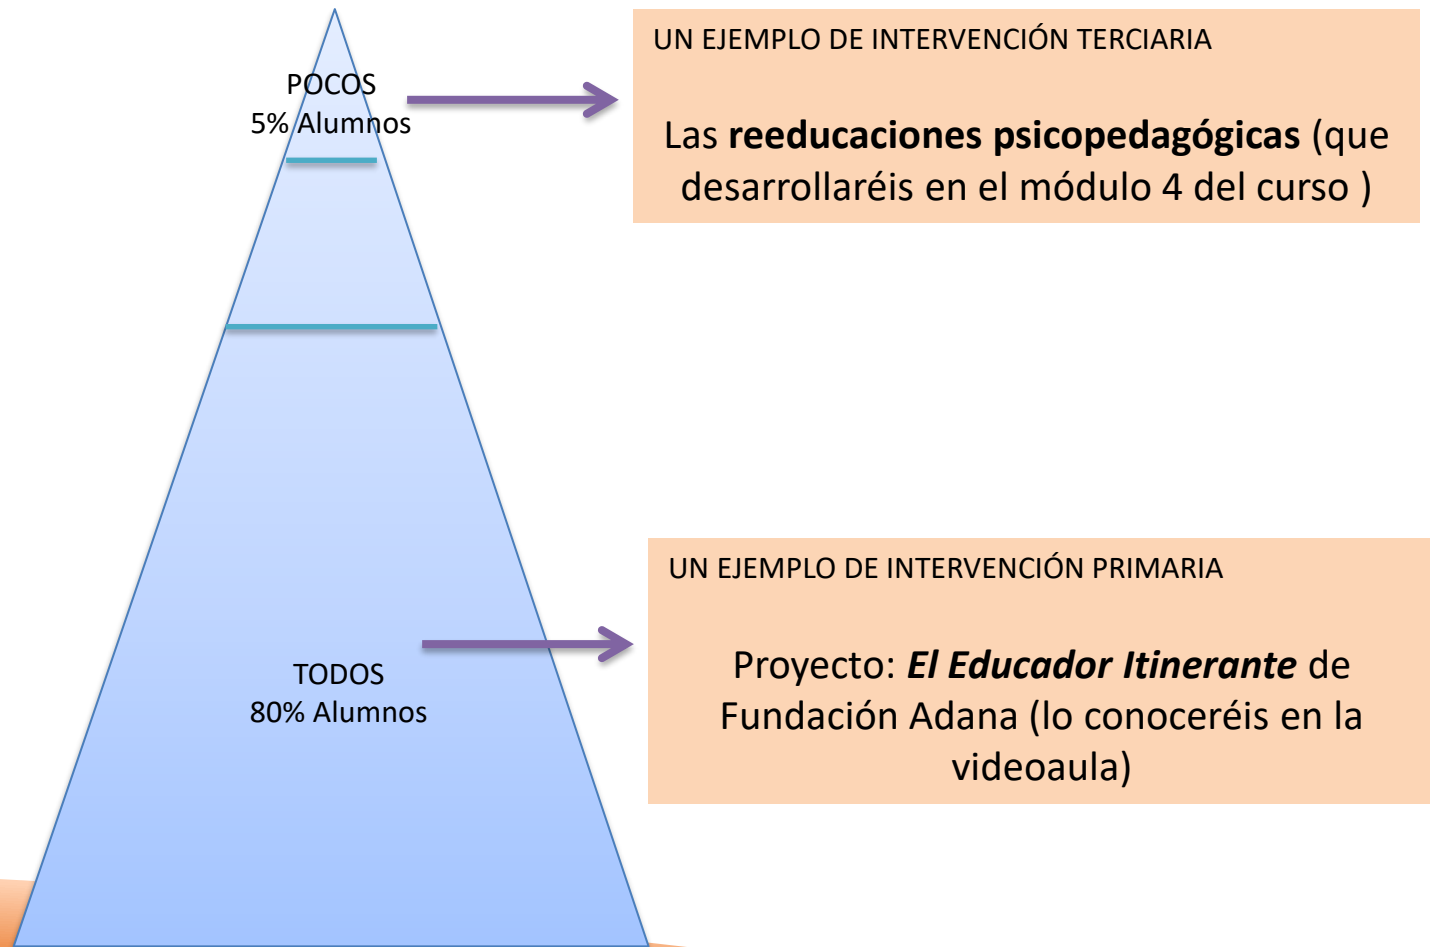 POCOS
5% Alumnos
UN EJEMPLO DE INTERVENCIÓN TERCIARIA
Las reeducaciones psicopedagógicas (que
desarrollaréis en el módulo 4 del curso )
TODOS
80% Alumnos
UN EJEMPLO DE INTERVENCIÓN PRIMARIA
Proyecto: El Educador Itinerante de
Fundación Adana (lo conoceréis en la
videoaula)